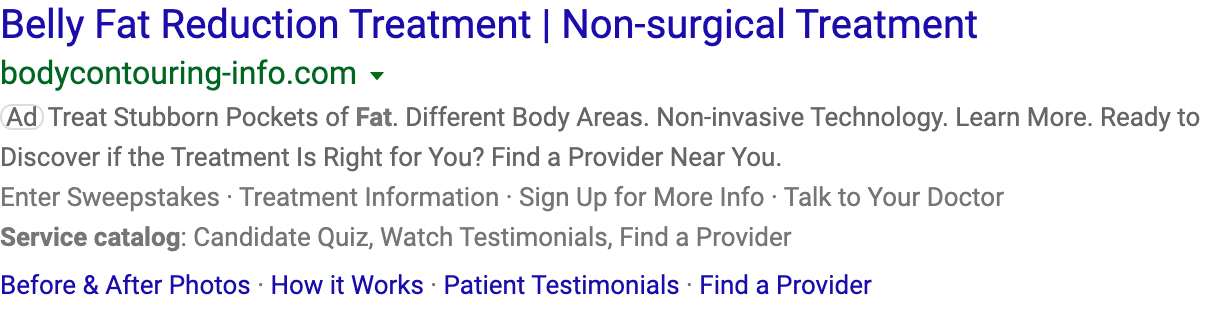 Belly Fat Reduction Treatment | Non-surgical Treatment
bodycontouring-info.com
Ad Treat Stubborn Pockets of Fat. Different Body Areas. Non-invasive Technology. Learn More. Ready to
Discover if the Treatment Is Right for You? Find a Provider Near You.
Enter Sweepstakes · Treatment Information · Sign Up for More Info · Talk to Your Doctor
Service catalog: Candidate Quiz, Watch Testimonials, Find a Provider
Before & After Photos · How it Works · Patient Testimonials · Find a Provider